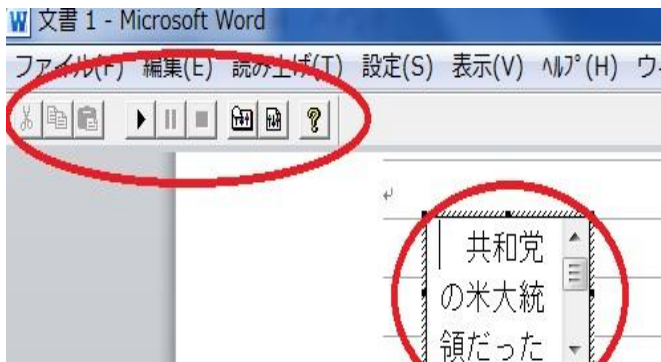 文書 1 - Microsoft Word
ファイル(F) 編集(E) 読み上げ(T) 設定(S) 表示(V) ﾍﾙﾌﾟ(H) ウ
共和党
の米大統
領だった